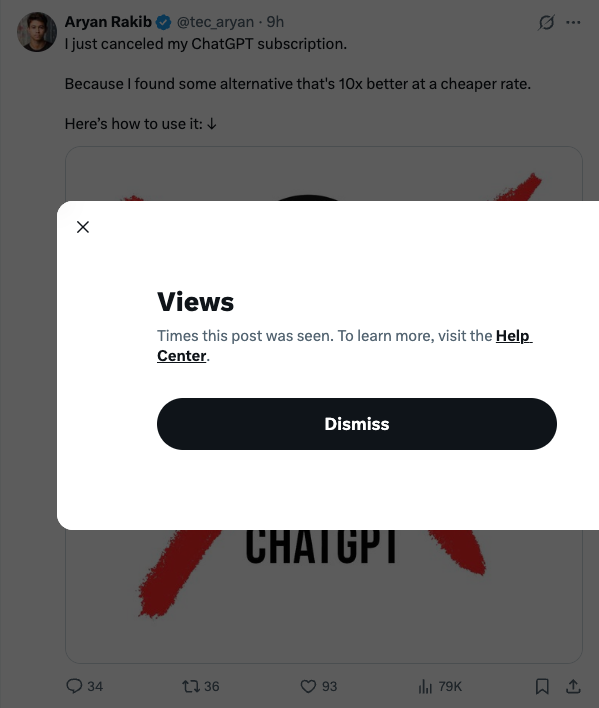 Aryan Rakib @tec_aryan · 9h
I just canceled my ChatGPT subscription.
Because I found some alternative that's 10x better at a cheaper rate.
Here's how to use it: ↓
Views
Times this post was seen. To learn more, visit the Help
Center.
Dismiss
CHATGPT
34 36 93 79K